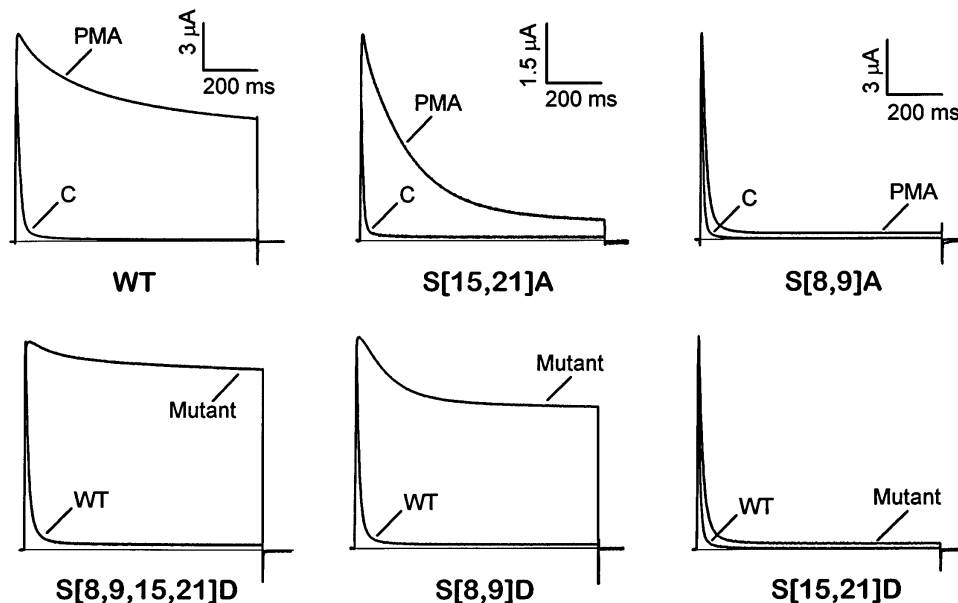 PMA
3 µA
200 ms
C
WT
PMA
1.5 µA
200 ms
C
S[15,21]A
3 µA
200 ms
C
PMA
S[8,9]A
Mutant
WT
S[8,9,15,21]D
Mutant
WT
S[8,9]D
WT
Mutant
S[15,21]D